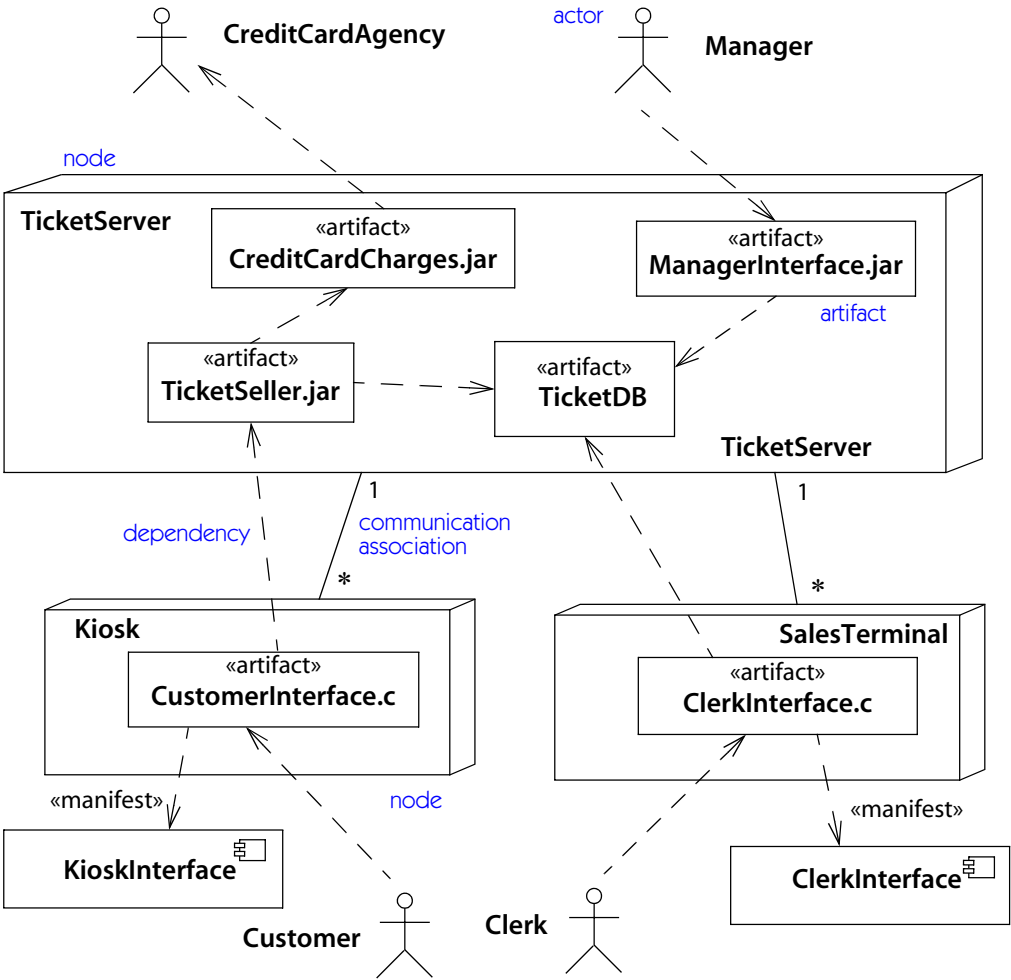 actor
CreditCardAgency
Manager
node
TicketServer
«artifact»
CreditCardCharges.jar
«artifact»
ManagerInterface.jar
artifact
«artifact»
TicketSeller.jar
«artifact»
TicketDB
TicketServer
1
1
dependency
communication
association
*
*
Kiosk
SalesTerminal
«artifact»
CustomerInterface.c
«artifact»
ClerkInterface.c
«manifest»
node
«manifest»
KioskInterface
ClerkInterface
Customer
Clerk